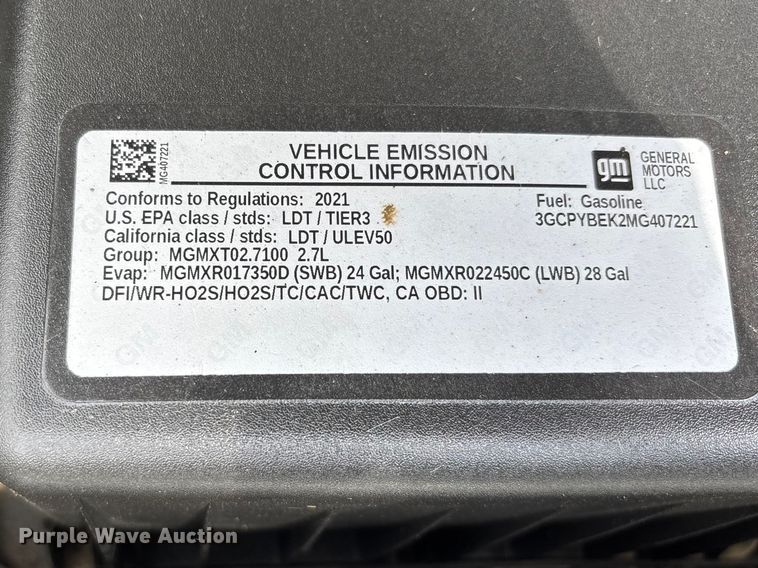 MG407221
VEHICLE EMISSION
CONTROL INFORMATION
gm
GENERAL
MOTORS
LLC
Conforms to Regulations: 2021
Fuel: Gasoline
U.S. EPA class / stds: LDT / TIER3
3GCPYBEK2MG407221
California class / stds: LDT / ULEV50
Group: MGMXT02.7100 2.7L
Evap: MGMXR017350D (SWB) 24 Gal; MGMXR022450C (LWB) 28 Gal
DFI/WR-HO2S/HO2S/TC/CAC/TWC, CA OBD: II
Purple Wave Auction